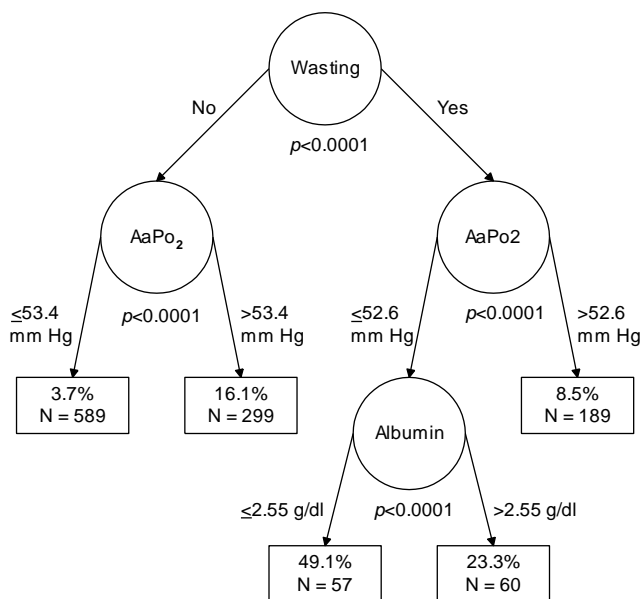 Wasting
No
Yes
p<0.0001
AaPo₂
AaPo2
≤53.4
mm Hg
p<0.0001
>53.4
mm Hg
≤52.6
mm Hg
p<0.0001
>52.6
mm Hg
3.7%
N = 589
16.1%
N = 299
Albumin
8.5%
N = 189
≤2.55 g/dl
p<0.0001
>2.55 g/dl
49.1%
N = 57
23.3%
N = 60